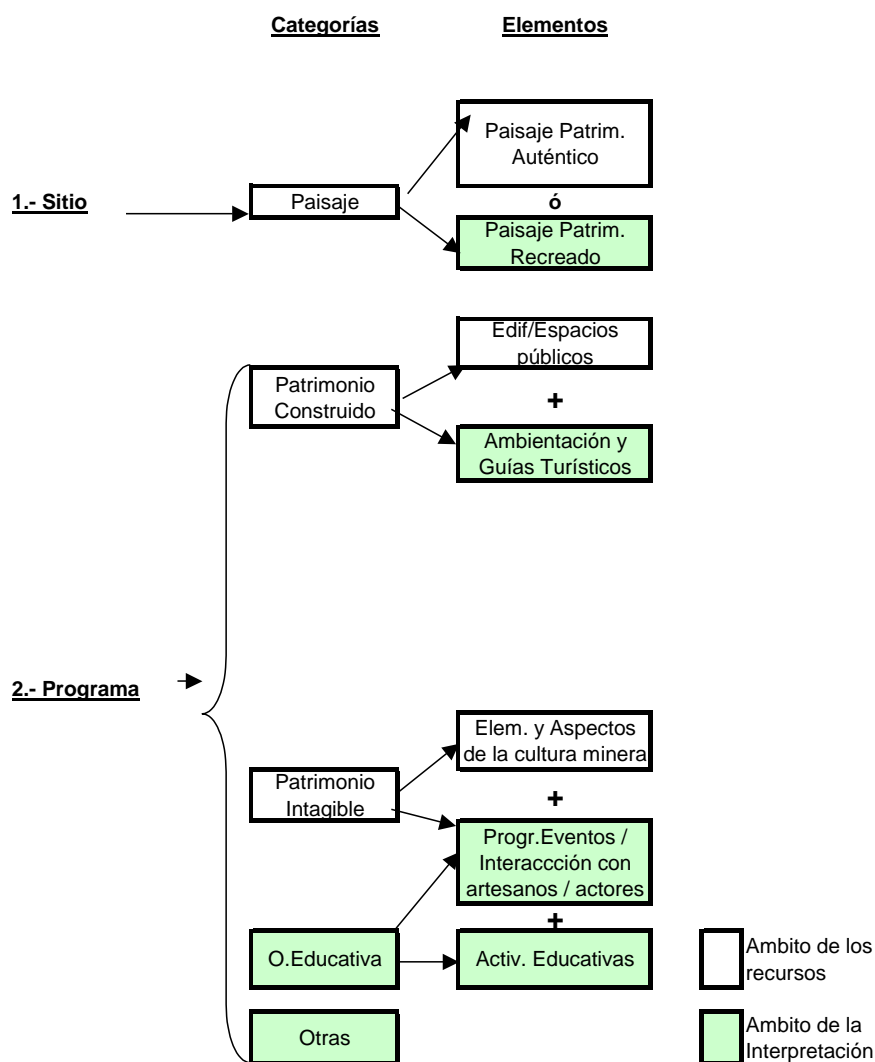 Categorías
Elementos
Paisaje Patrim.
Auténtico
1.- Sitio
Paisaje
ó
Paisaje Patrim.
Recreado
Edif/Espacios
públicos
Patrimonio
Construido
+
Ambientación y
Guías Turísticos
2.- Programa
Elem. y Aspectos
de la cultura minera
Patrimonio
Intagible
+
Progr.Eventos /
Interaccción con
artesanos / actores
+
O.Educativa
Activ. Educativas
Ambito de los
recursos
Otras
Ambito de la
Interpretación